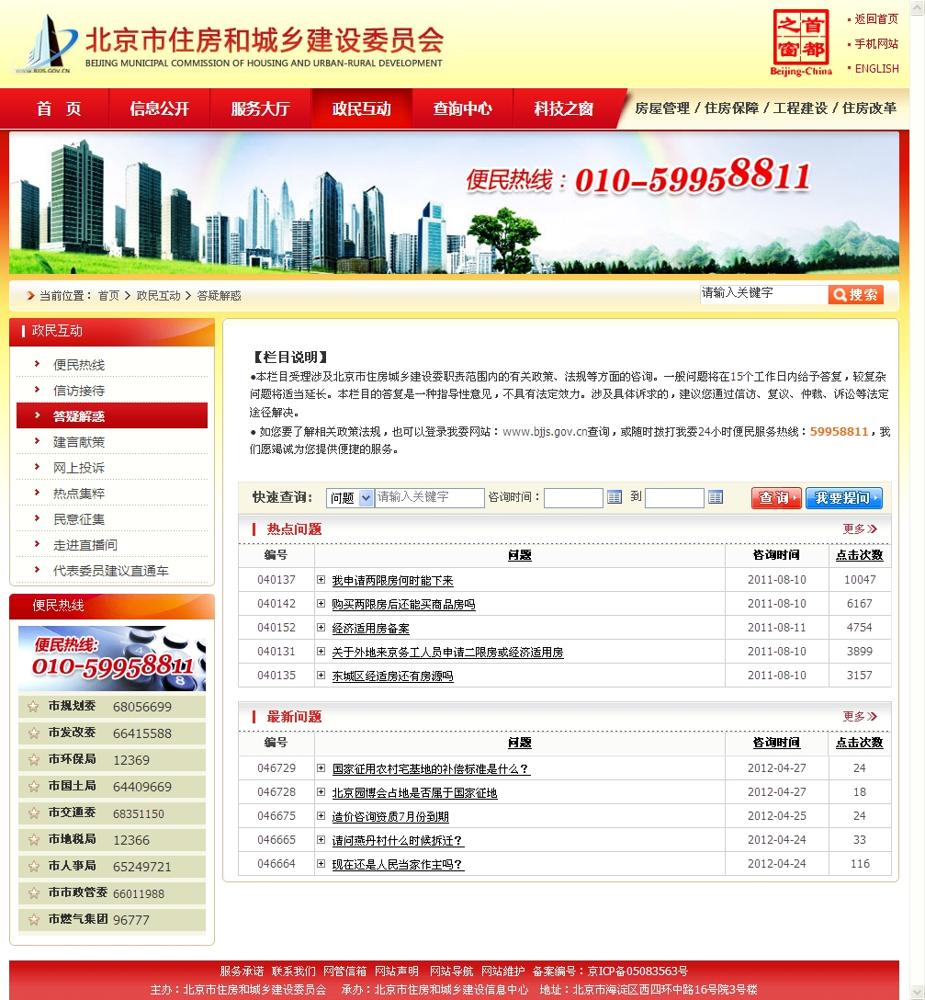 WWW.BJJS.GOV.CN
北京市住房和城乡建设委员会
BEIJING MUNICIPAL COMMISSION OF HOUSING AND URBAN-RURAL DEVELOPMENT
首都之窗
Beijing-China
返回首页
手机网站
ENGLISH
首 页 信息公开 服务大厅 政民互动 查询中心 科技之窗 房屋管理 / 住房保障 / 工程建设 / 住房改革
便民热线：010-59958811
当前位置： 首页 > 政民互动 > 答疑解惑
请输入关键字 搜索
政民互动
便民热线
信访接待
答疑解惑
建言献策
网上投诉
热点集粹
民意征集
走进直播间
代表委员建议直通车
便民热线
便民热线:
010-59958811
市规划委 68056699
市发改委 66415588
市环保局 12369
市国土局 64409669
市交通委 68351150
市地税局 12366
市人事局 65249721
市市政管委 66011988
市燃气集团 96777
【栏目说明】
●本栏目受理涉及北京市住房城乡建设委职责范围内的有关政策、法规等方面的咨询。一般问题将在15个工作日内给予答复，较复杂
问题将适当延长。本栏目的答复是一种指导性意见，不具有法定效力。涉及具体诉求的，建议您通过信访、复议、仲裁、诉讼等法定
途径解决。
● 如您要了解相关政策法规，也可以登录我委网站：www.bjjs.gov.cn查询，或随时拨打我委24小时便民服务热线：59958811，我
们愿竭诚为您提供便捷的服务。
快速查询: 问题 请输入关键字 咨询时间： 到 查询 我要提问
热点问题 更多
编号 问题 咨询时间 点击次数
040137 我申请两限房何时能下来 2011-08-10 10047
040142 购买两限房后还能买商品房吗 2011-08-10 6167
040152 经济适用房备案 2011-08-11 4754
040131 关于外地来京务工人员申请二限房或经济适用房 2011-08-10 3899
040135 东城区经适房还有房源吗 2011-08-10 3157
最新问题 更多
编号 问题 咨询时间 点击次数
046729 国家征用农村宅基地的补偿标准是什么？ 2012-04-27 24
046728 北京园博会占地是否属于国家征地 2012-04-27 18
046675 造价咨询资质7月份到期 2012-04-25 24
046665 请问燕丹村什么时候拆迁？ 2012-04-24 33
046664 现在还是人民当家作主吗？ 2012-04-24 116
服务承诺 联系我们 网管信箱 网站声明 网站导航 网站维护 备案编号：京ICP备05083563号
主办：北京市住房和城乡建设委员会 承办：北京市住房和城乡建设信息中心 地址：北京市海淀区西四环中路16号院3号楼